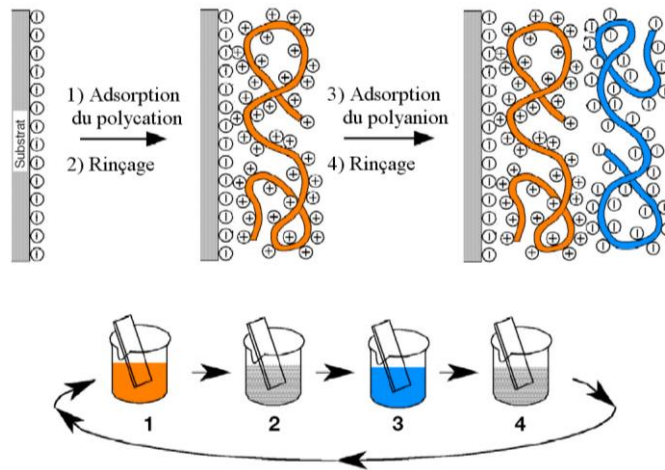 Substrat
1) Adsorption
du polycation
2) Rinçage
3) Adsorption
du polyanion
4) Rinçage
1
2
3
4